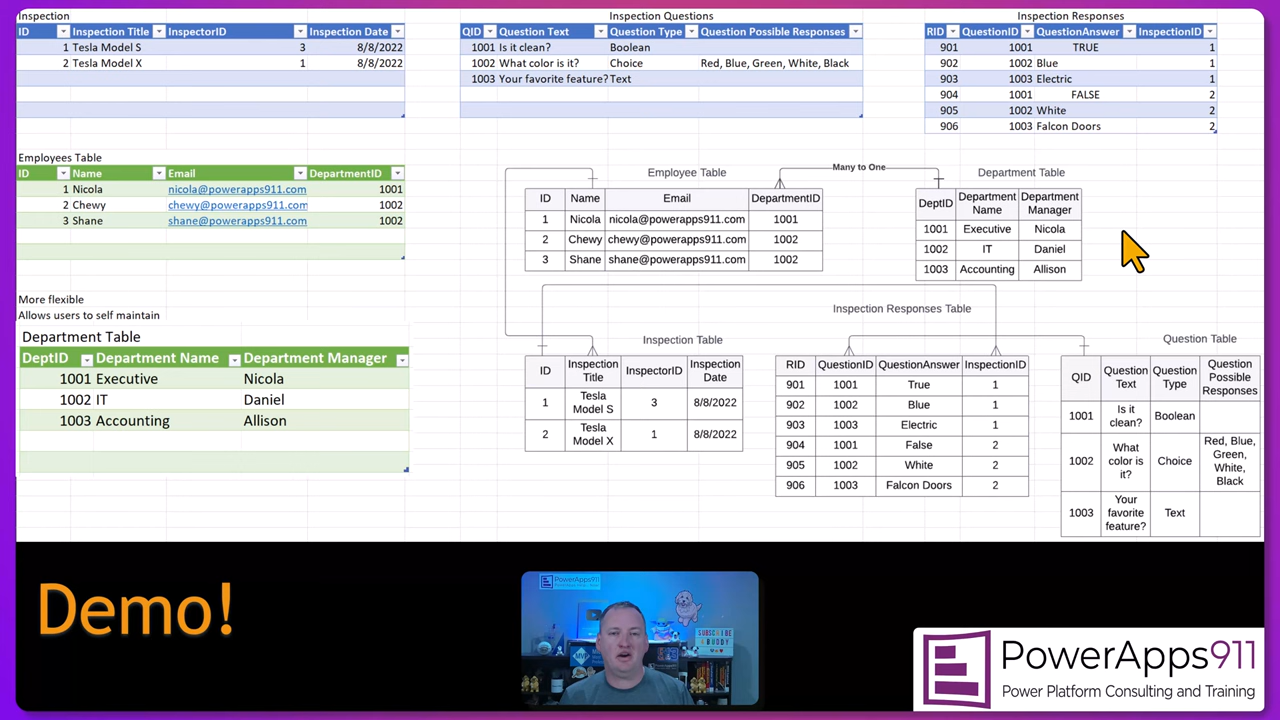 Inspection
ID Inspection Title InspectorID Inspection Date
1 Tesla Model S 3 8/8/2022
2 Tesla Model X 1 8/8/2022
Inspection Questions
QID Question Text Question Type Question Possible Responses
1001 Is it clean? Boolean
1002 What color is it? Choice Red, Blue, Green, White, Black
1003 Your favorite feature? Text
Inspection Responses
RID QuestionID QuestionAnswer InspectionID
901 1001 TRUE 1
902 1002 Blue 1
903 1003 Electric 1
904 1001 FALSE 2
905 1002 White 2
906 1003 Falcon Doors 2
Employees Table
ID Name Email DepartmentID
1 Nicola nicola@powerapps911.com 1001
2 Chewy chewy@powerapps911.com 1002
3 Shane shane@powerapps911.com 1002
More flexible
Allows users to self maintain
Department Table
DeptID Department Name Department Manager
1001 Executive Nicola
1002 IT Daniel
1003 Accounting Allison
Employee Table
ID Name Email DepartmentID
1 Nicola nicola@powerapps911.com 1001
2 Chewy chewy@powerapps911.com 1002
3 Shane shane@powerapps911.com 1002
Many to One
Department Table
DeptID Department Name Department Manager
1001 Executive Nicola
1002 IT Daniel
1003 Accounting Allison
Inspection Table
ID Inspection Title InspectorID Inspection Date
1 Tesla Model S 3 8/8/2022
2 Tesla Model X 1 8/8/2022
Inspection Responses Table
RID QuestionID QuestionAnswer InspectionID
901 1001 True 1
902 1002 Blue 1
903 1003 Electric 1
904 1001 False 2
905 1002 White 2
906 1003 Falcon Doors 2
Question Table
QID Question Text Question Type Question Possible Responses
1001 Is it clean? Boolean
1002 What color is it? Choice Red, Blue, Green, White, Black
1003 Your favorite feature? Text
Demo!
PowerApps911
SUBSCRIBE
BUDDY
MVP
PowerApps911
Power Platform Consulting and Training